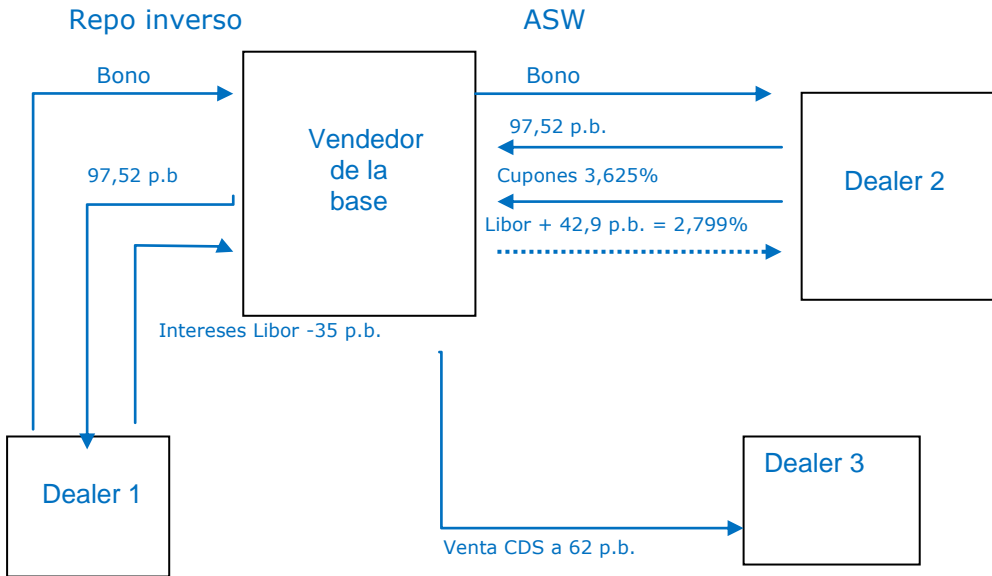 Repo inverso
ASW
Bono
Bono
Vendedor
de la
base
97,52 p.b.
97,52 p.b
Cupones 3,625%
Dealer 2
Libor + 42,9 p.b. = 2,799%
Intereses Libor -35 p.b.
Dealer 1
Dealer 3
Venta CDS a 62 p.b.